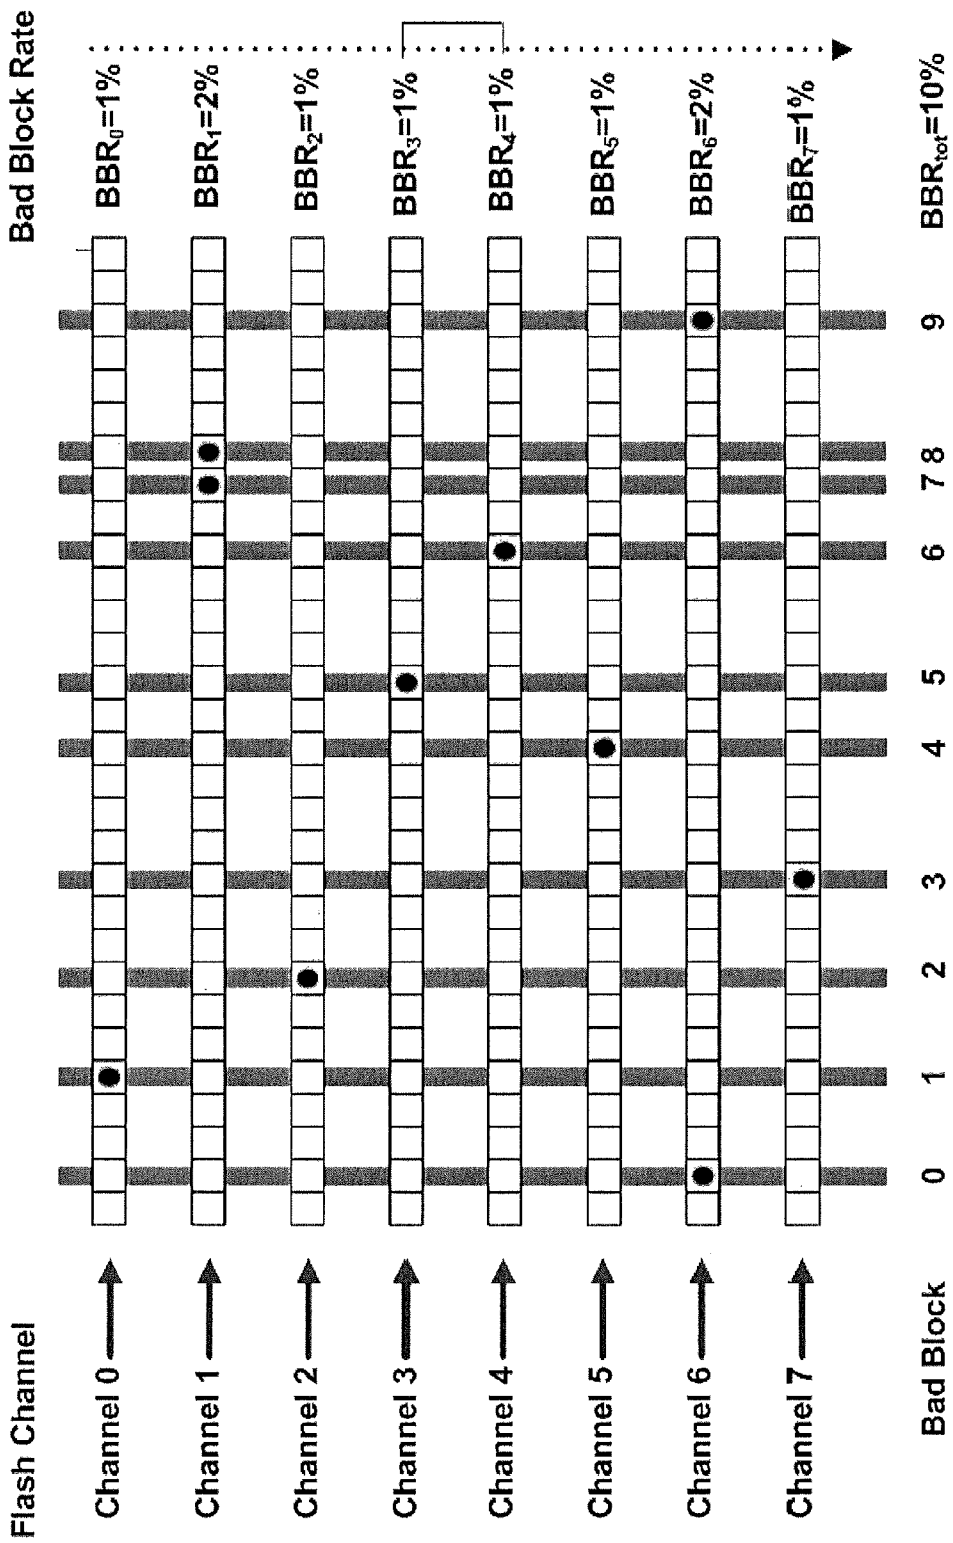 Flash Channel Bad Block Rate
Channel 0 BBR₀=1%
Channel 1 BBR₁=2%
Channel 2 BBR₂=1%
Channel 3 BBR₃=1%
Channel 4 BBR₄=1%
Channel 5 BBR₅=1%
Channel 6 BBR₆=2%
Channel 7 BBR₇=1%
Bad Block 0 1 2 3 4 5 6 7 8 9 BBRtot=10%